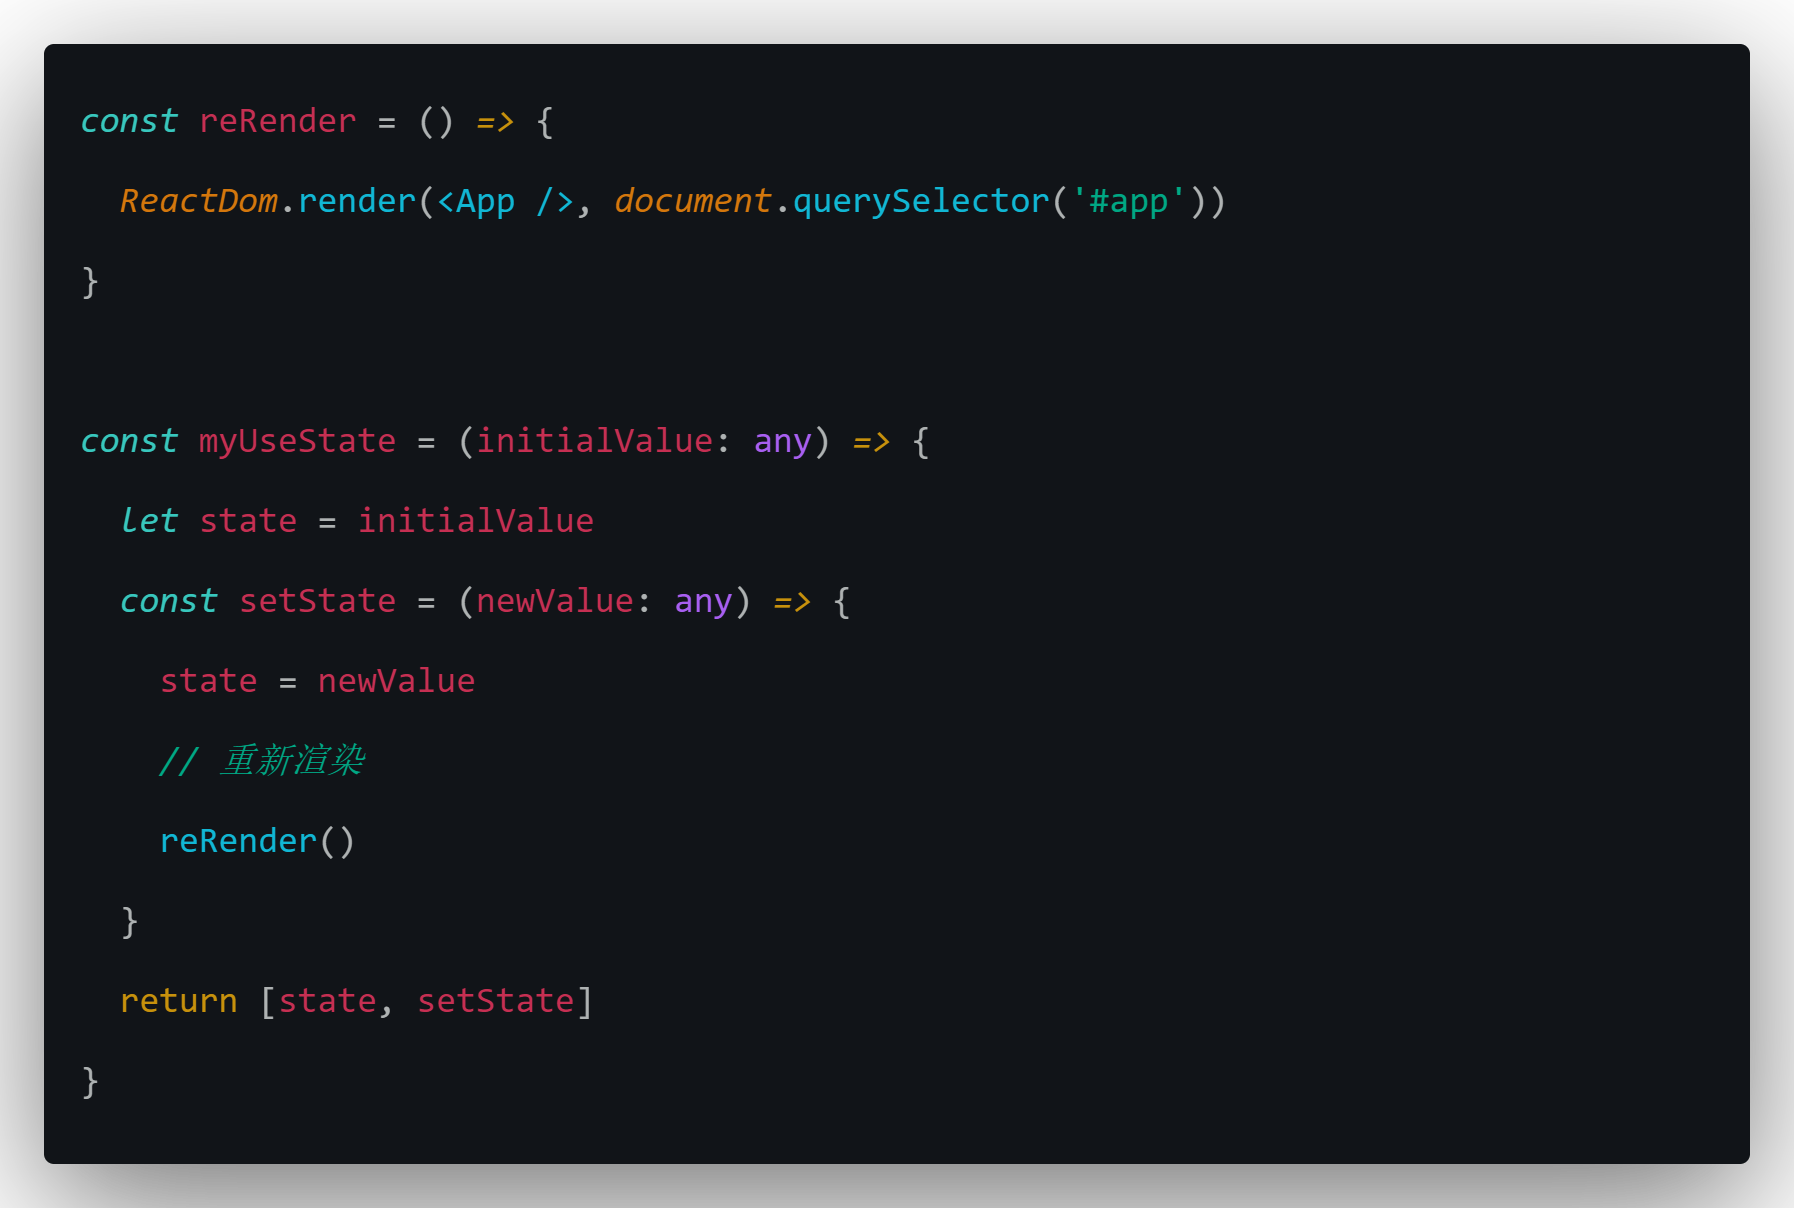 const reRender = () => {
  ReactDom.render(<App />, document.querySelector('#app'))
}

const myUseState = (initialValue: any) => {
  let state = initialValue
  const setState = (newValue: any) => {
    state = newValue
    // 重新渲染
    reRender()
  }
  return [state, setState]
}